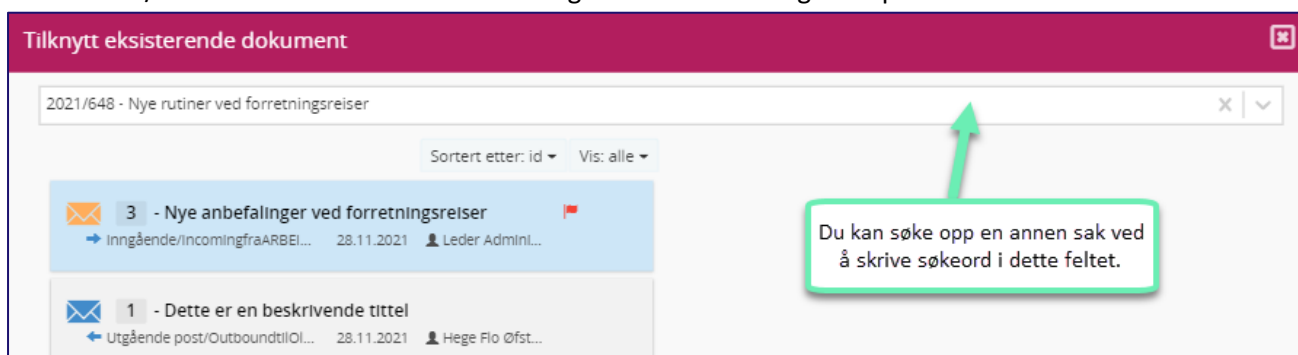 Tilknytt eksisterende dokument
2021/648 - Nye rutiner ved forretningsreiser
Sortert etter: id Vis: alle
3 - Nye anbefalinger ved forretningsreiser
Inngående/IncomingfraARBEI... 28.11.2021 Leder Admini...
Du kan søke opp en annen sak ved
å skrive søkeord i dette feltet.
1 - Dette er en beskrivende tittel
Utgående post/OutboundtilOl... 28.11.2021 Hege Flo Øfst...